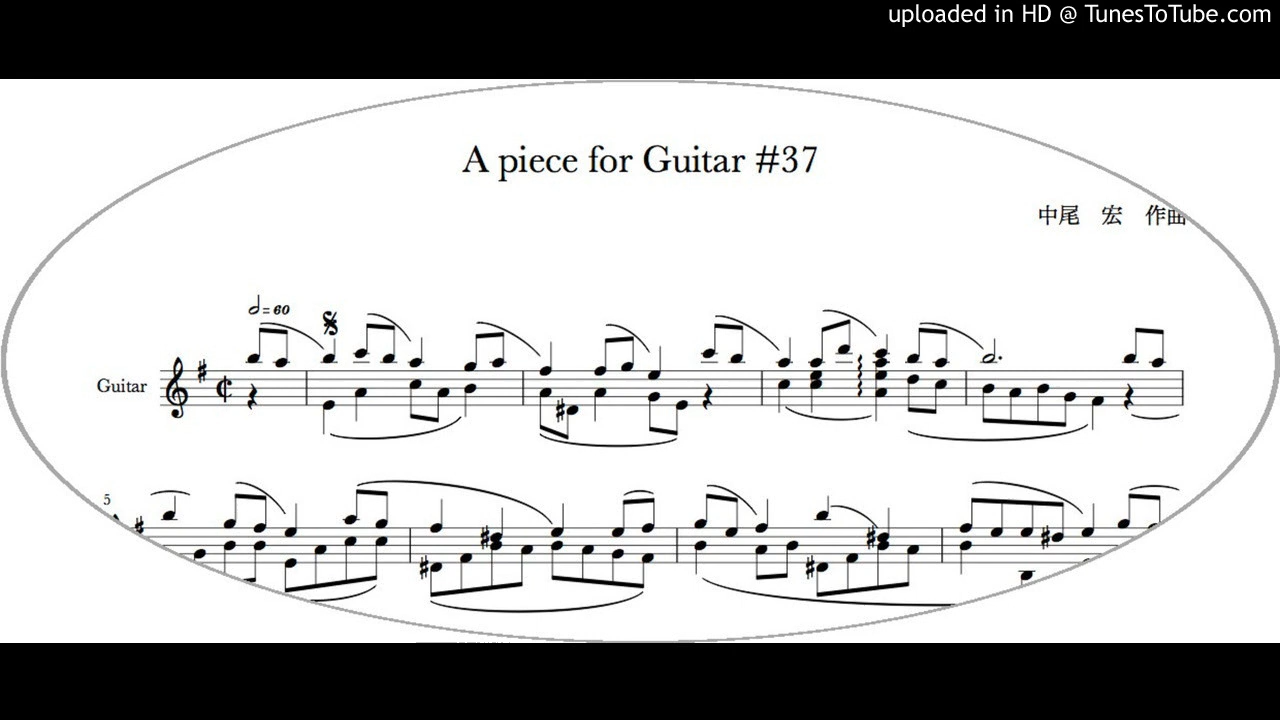 uploaded in HD @ TunesToTube.com
A piece for Guitar #37
中尾 宏 作曲
𝅗𝅥 = 60
Guitar
5